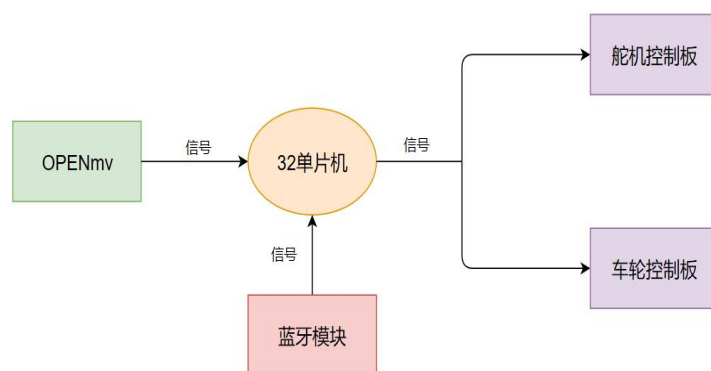 舵机控制板
OPENmv
信号
32单片机
信号
信号
车轮控制板
蓝牙模块